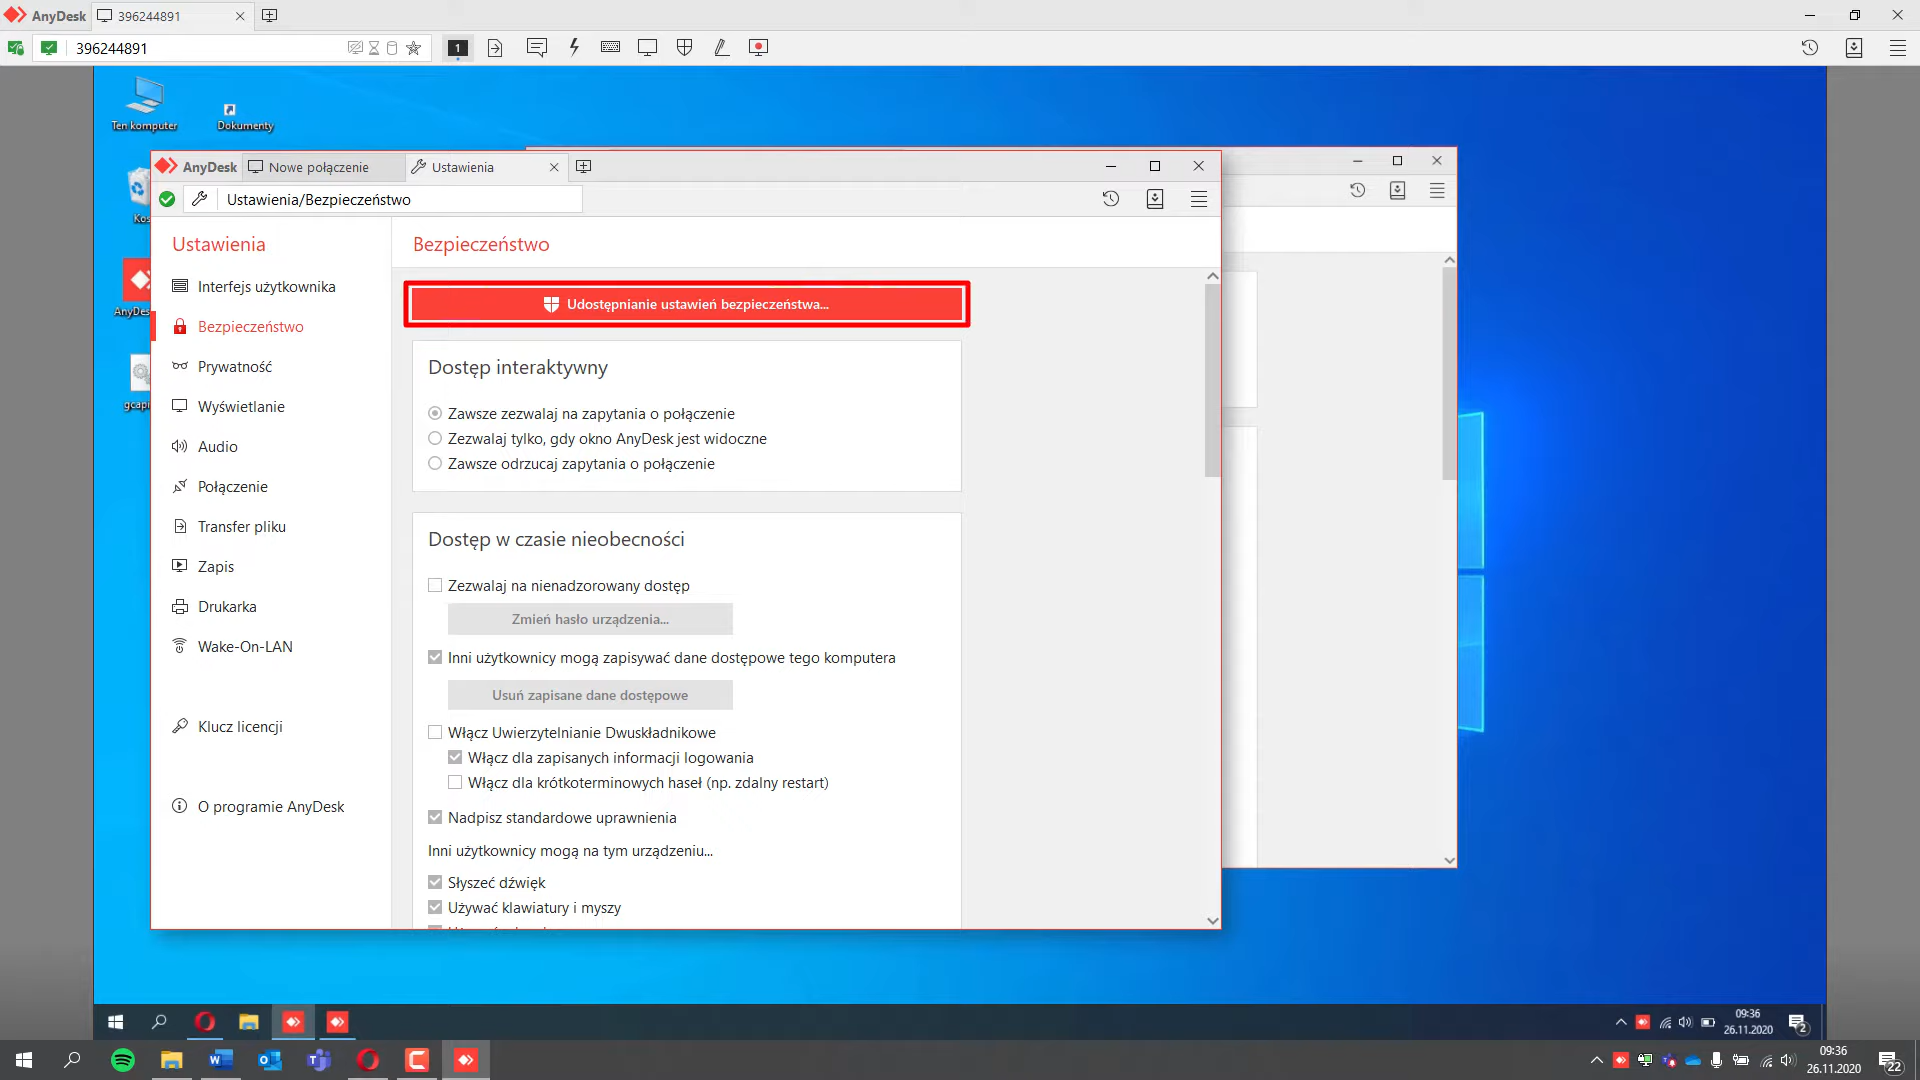 AnyDesk
396244891
396244891
1
Ten komputer
Dokumenty
AnyDesk
Nowe połączenie
Ustawienia
Ustawienia/Bezpieczeństwo
Ustawienia
Interfejs użytkownika
Bezpieczeństwo
Prywatność
Wyświetlanie
Audio
Połączenie
Transfer pliku
Zapis
Drukarka
Wake-On-LAN
Klucz licencji
O programie AnyDesk
Bezpieczeństwo
Udostępnianie ustawień bezpieczeństwa...
Dostęp interaktywny
Zawsze zezwalaj na zapytania o połączenie
Zezwalaj tylko, gdy okno AnyDesk jest widoczne
Zawsze odrzucaj zapytania o połączenie
Dostęp w czasie nieobecności
Zezwalaj na nienadzorowany dostęp
Zmień hasło urządzenia...
Inni użytkownicy mogą zapisywać dane dostępowe tego komputera
Usuń zapisane dane dostępowe
Włącz Uwierzytelnianie Dwuskładnikowe
Włącz dla zapisanych informacji logowania
Włącz dla krótkoterminowych haseł (np. zdalny restart)
Nadpisz standardowe uprawnienia
Inni użytkownicy mogą na tym urządzeniu...
Słyszeć dźwięk
Używać klawiatury i myszy
Kos
AnyDes
gcapi
09:36
26.11.2020
2
09:36
26.11.2020
22